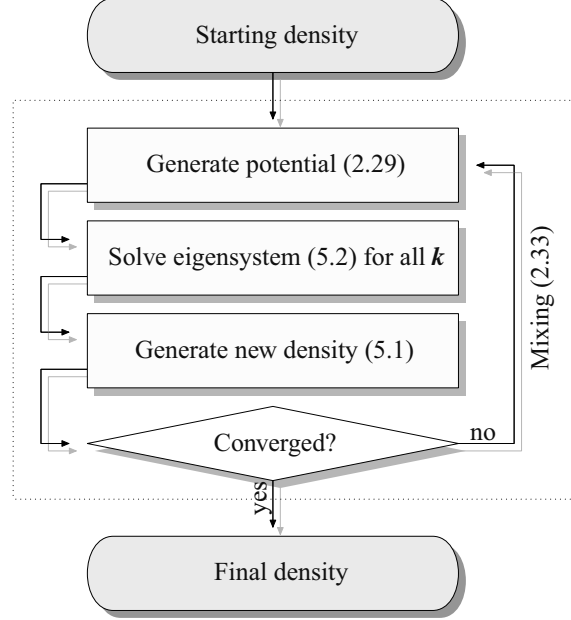 Starting density
Generate potential (2.29)
Solve eigensystem (5.2) for all k
Generate new density (5.1)
Mixing (2.33)
Converged?
no
yes
Final density